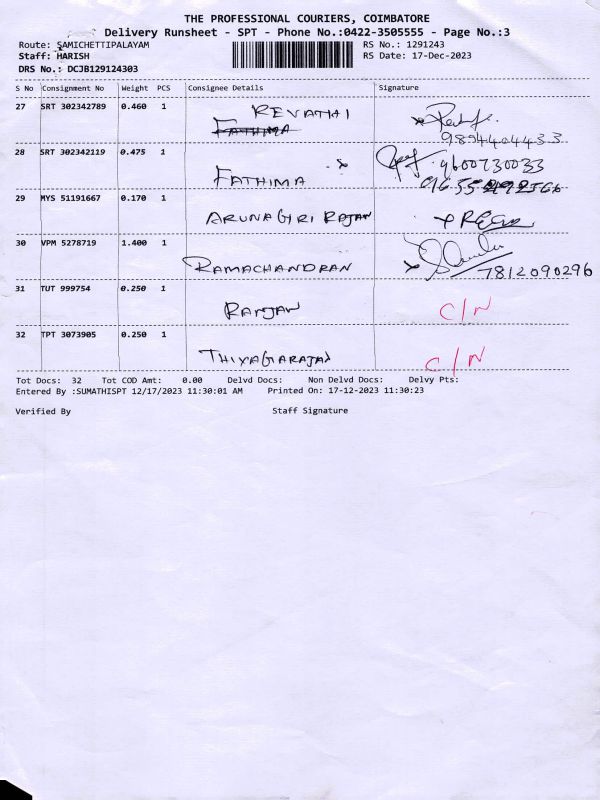 THE PROFESSIONAL COURIERS, COIMBATORE
Delivery Runsheet - SPT - Phone No.:0422-3505555 - Page No.:3
Route: SAMICHETTIPALAYAM RS No.: 1291243
Staff: HARISH RS Date: 17-Dec-2023
DRS No.: DCJB129124303
S No Consignment No Weight PCS Consignee Details Signature
27 SRT 302342789 0.460 1 REVATHI
FATHIMA
9894404433
28 SRT 302342119 0.475 1 9600730033
FATHIMA
29 MYS 51191667 0.170 1
ARUNAGIRI RAJAN
30 VPM 5278719 1.400 1
RAMACHANDRAN 7812090296
31 TUT 999754 0.250 1
RANJAN C/N
32 TPT 3073905 0.250 1
THIYAGARAJAN C/N
Tot Docs: 32 Tot COD Amt: 0.00 Delvd Docs: Non Delvd Docs: Delvy Pts:
Entered By :SUMATHISPT 12/17/2023 11:30:01 AM Printed On: 17-12-2023 11:30:23
Verified By Staff Signature